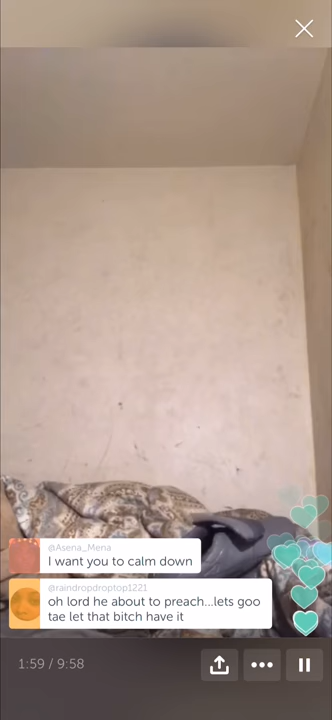 @Asena_Mena
I want you to calm down
@raindropdroptop1221
oh lord he about to preach...lets goo
tae let that bitch have it
1:59 / 9:58